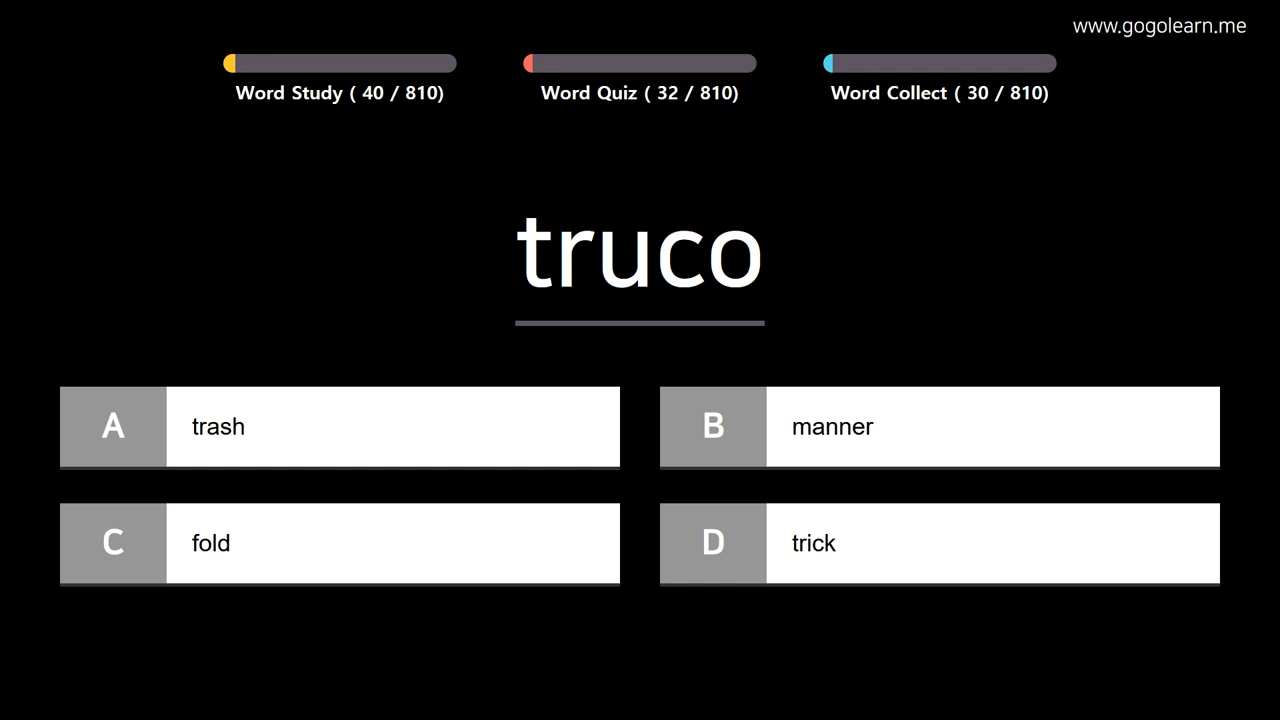 www.gogolearn.me
Word Study ( 40 / 810)
Word Quiz ( 32 / 810)
Word Collect ( 30 / 810)
truco
A trash
B manner
C fold
D trick